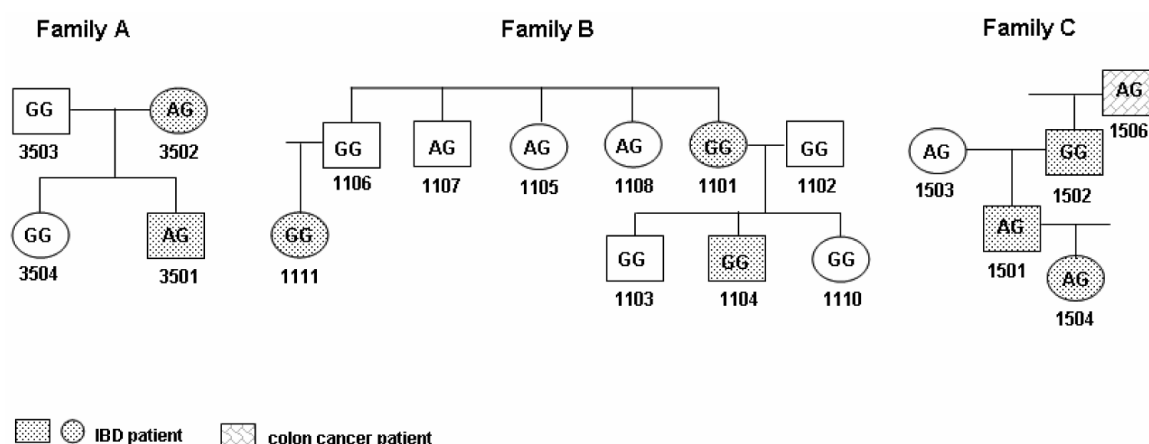 Family A
Family B
Family C
GG
AG
3503
3502
GG
AG
3504
3501
GG
AG
AG
AG
GG
GG
1106
1107
1105
1108
1101
1102
GG
1111
GG
GG
GG
1103
1104
1110
AG
1506
AG
GG
1503
1502
AG
1501
AG
1504
IBD patient
colon cancer patient